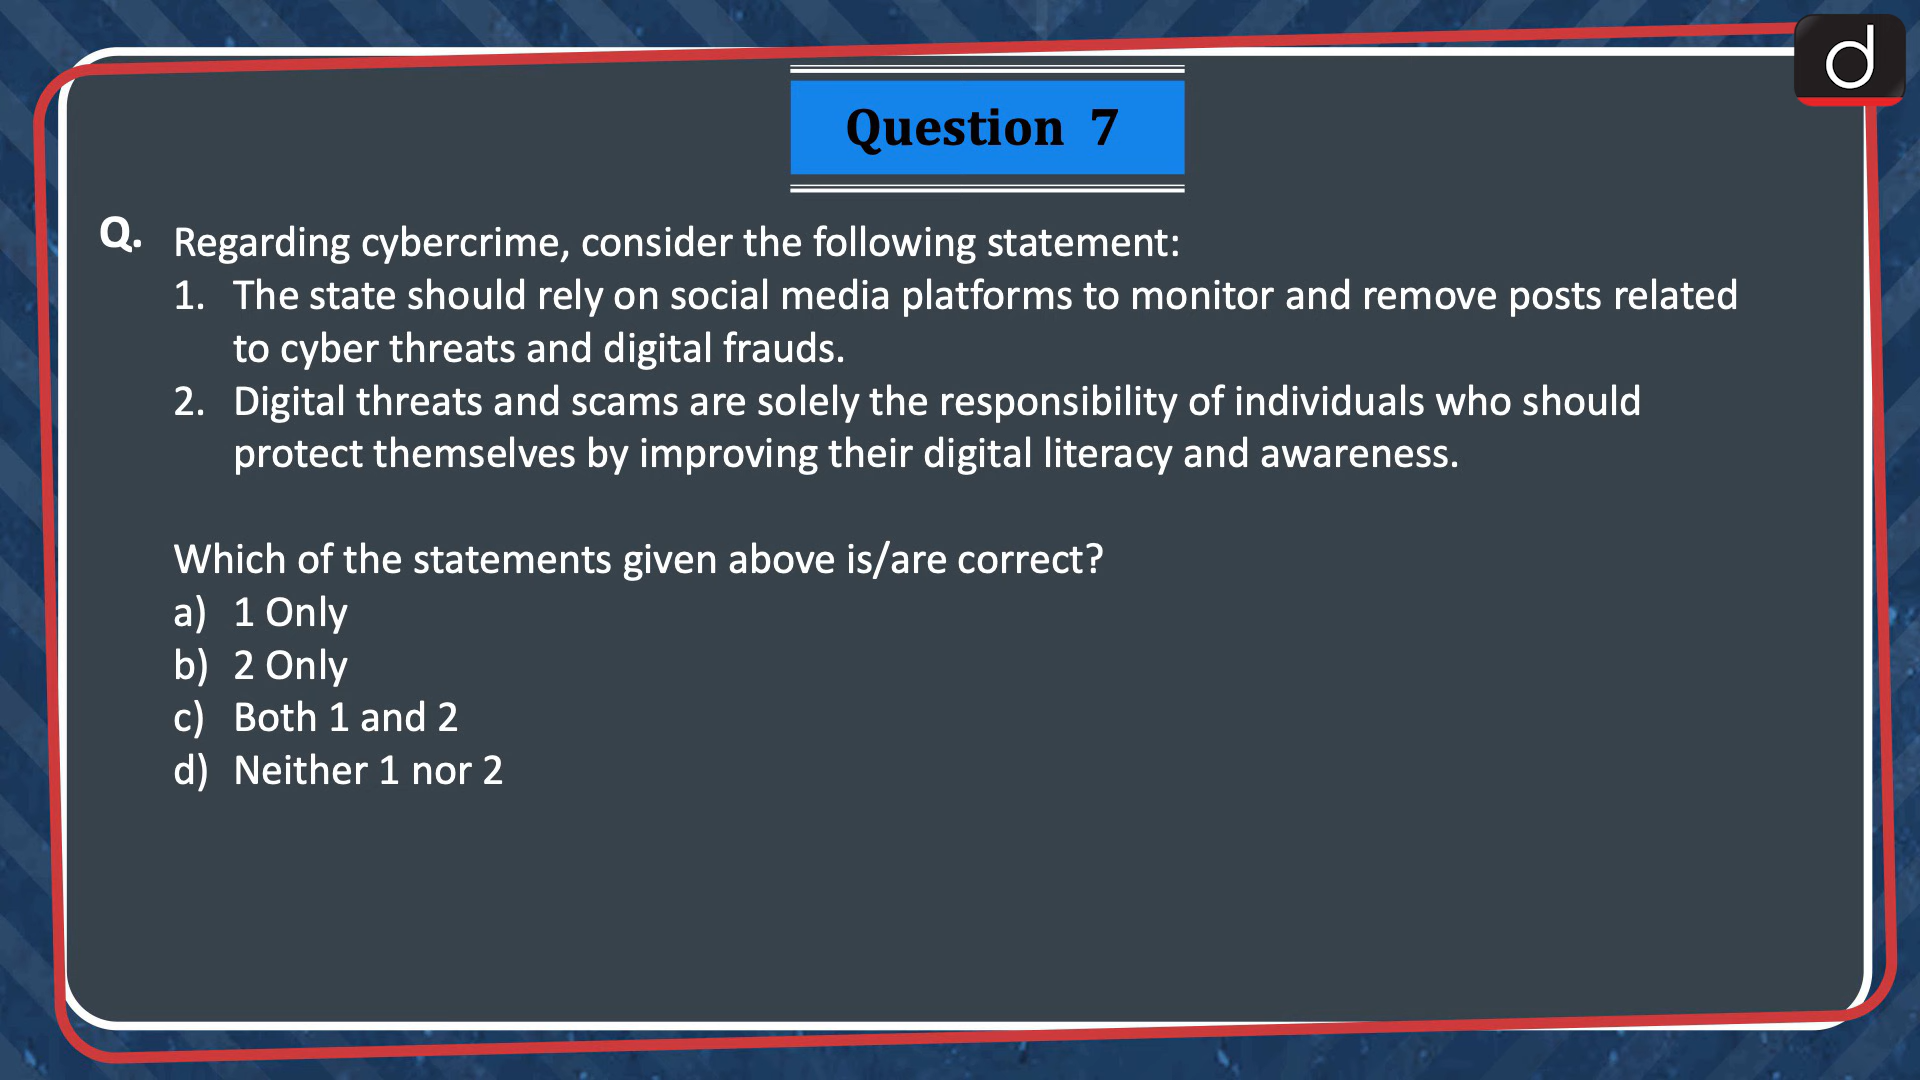 Question 7
Q. Regarding cybercrime, consider the following statement:
1. The state should rely on social media platforms to monitor and remove posts related
to cyber threats and digital frauds.
2. Digital threats and scams are solely the responsibility of individuals who should
protect themselves by improving their digital literacy and awareness.
Which of the statements given above is/are correct?
a) 1 Only
b) 2 Only
c) Both 1 and 2
d) Neither 1 nor 2
d